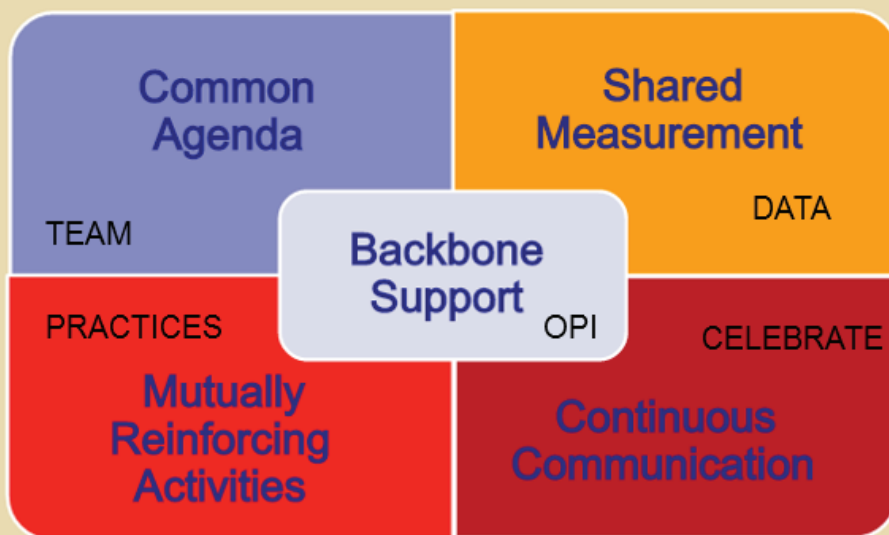 Common
Agenda
TEAM
Shared
Measurement
DATA
Backbone
Support
OPI
PRACTICES
Mutually
Reinforcing
Activities
CELEBRATE
Continuous
Communication